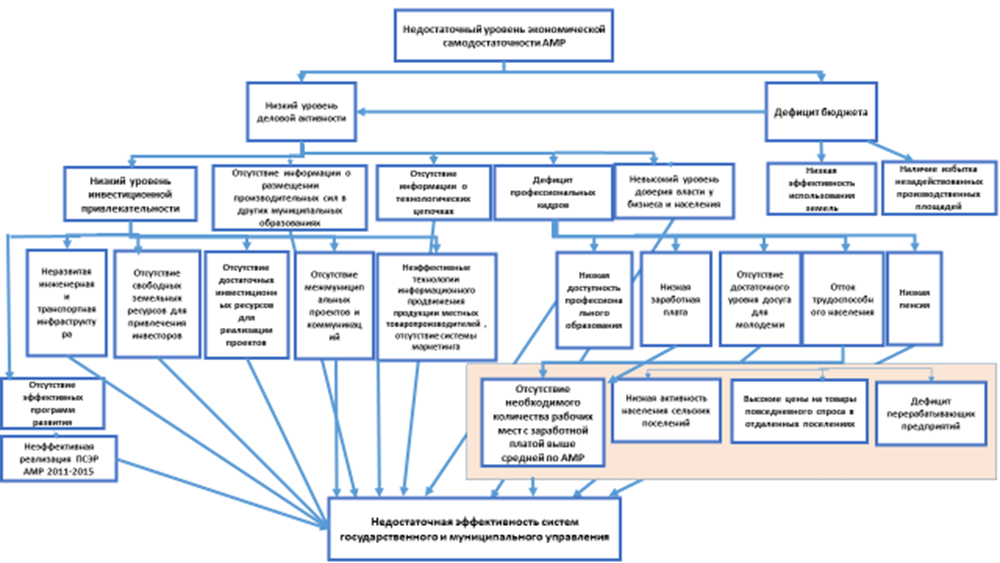 Недостаточный уровень экономической
самодостаточности АМР
Низкий уровень
деловой активности
Дефицит бюджета
Низкий уровень
инвестиционной
привлекательности
Отсутствие информации о
размещении
производительных сил в
других муниципальных
образованиях
Отсутствие
информации о
технологических
цепочках
Дефицит
профессиональных
кадров
Невысокий уровень
доверия власти у
бизнеса и населения
Низкая
эффективность
использования
земель
Наличие избытка
незадействованных
производственных
площадей
Неразвитая
инженерная
и
транспортная
инфраструкту
ра
Отсутствие
свободных
земельных
ресурсов для
привлечения
инвесторов
Отсутствие
достаточных
инвестиционн
ых ресурсов
для
реализации
проектов
Отсутствие
межмуницип
альных
проектов и
коммуникац
ий
Неэффективные
технологии
информационного
продвижения
продукции местных
товаропроизводителей ,
отсутствие системы
маркетинга
Низкая
доступность
профессиона
льного
образования
Низкая
заработная
плата
Отсутствие
достаточного
уровня досуга
для
молодежи
Отток
трудоспособн
ого населения
Низкая
пенсия
Отсутствие
эффективных
программ
развития
Неэффективная
реализация ПСЭР
АМР 2011-2015
Отсутствие
необходимого
количества рабочих
мест с заработной
платой выше
средней по АМР
Низкая активность
населения сельских
поселений
Высокие цены на товары
повседневного спроса в
отдаленных поселениях
Дефицит
перерабатывающих
предприятий
Недостаточная эффективность систем
государственного и муниципального управления